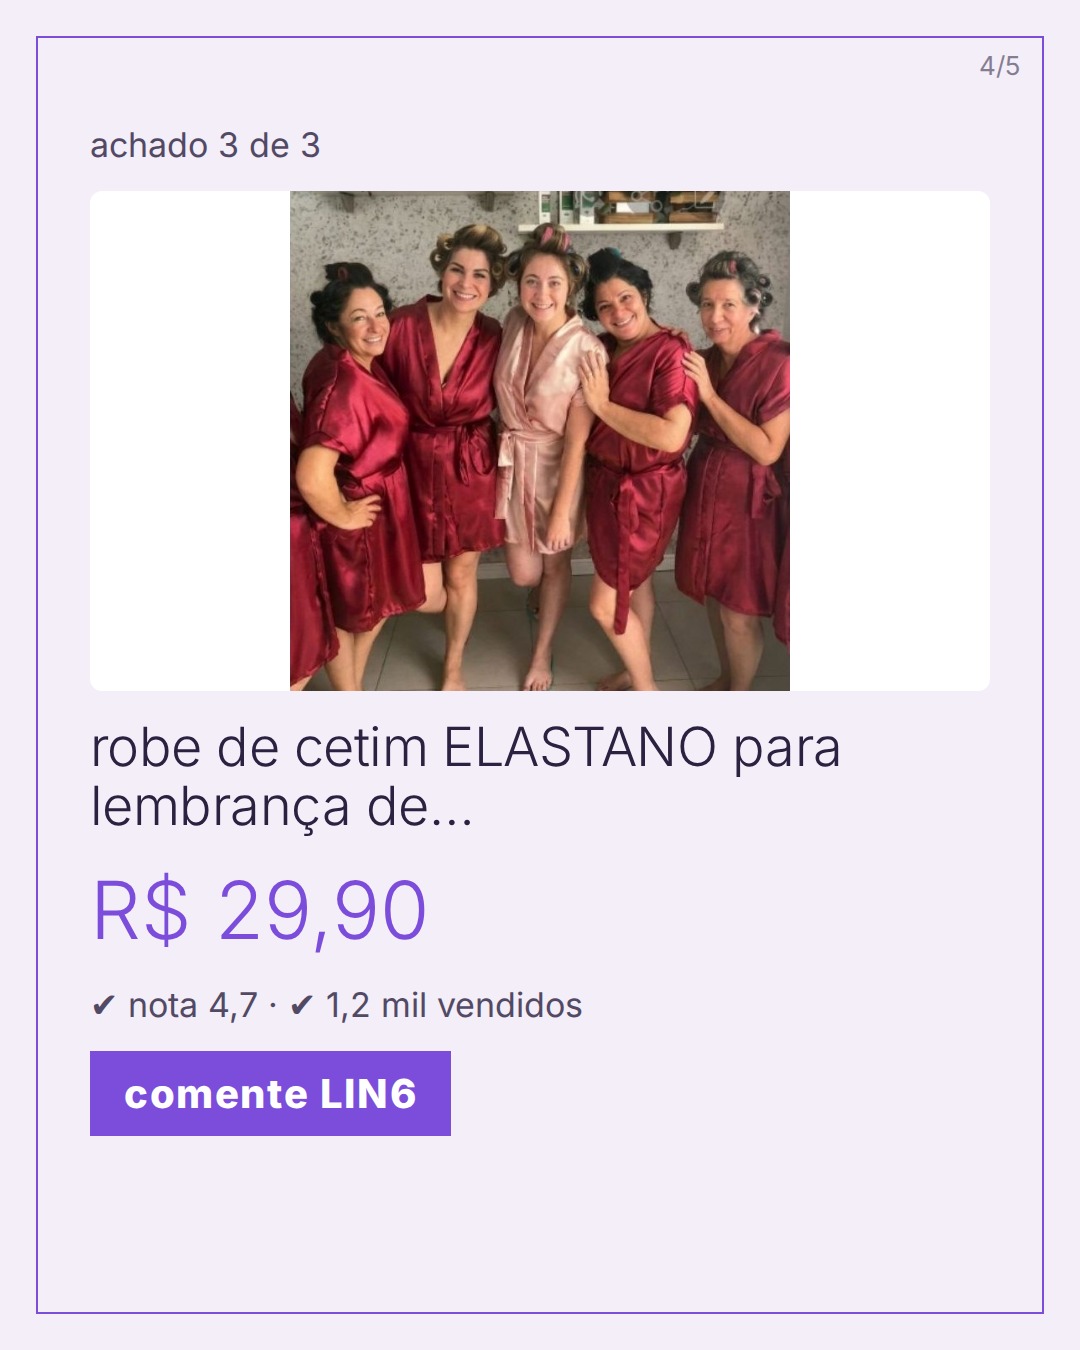 4/5
achado 3 de 3
robe de cetim ELASTANO para
lembrança de...
R$ 29,90
✔ nota 4,7 · ✔ 1,2 mil vendidos
comente LIN6